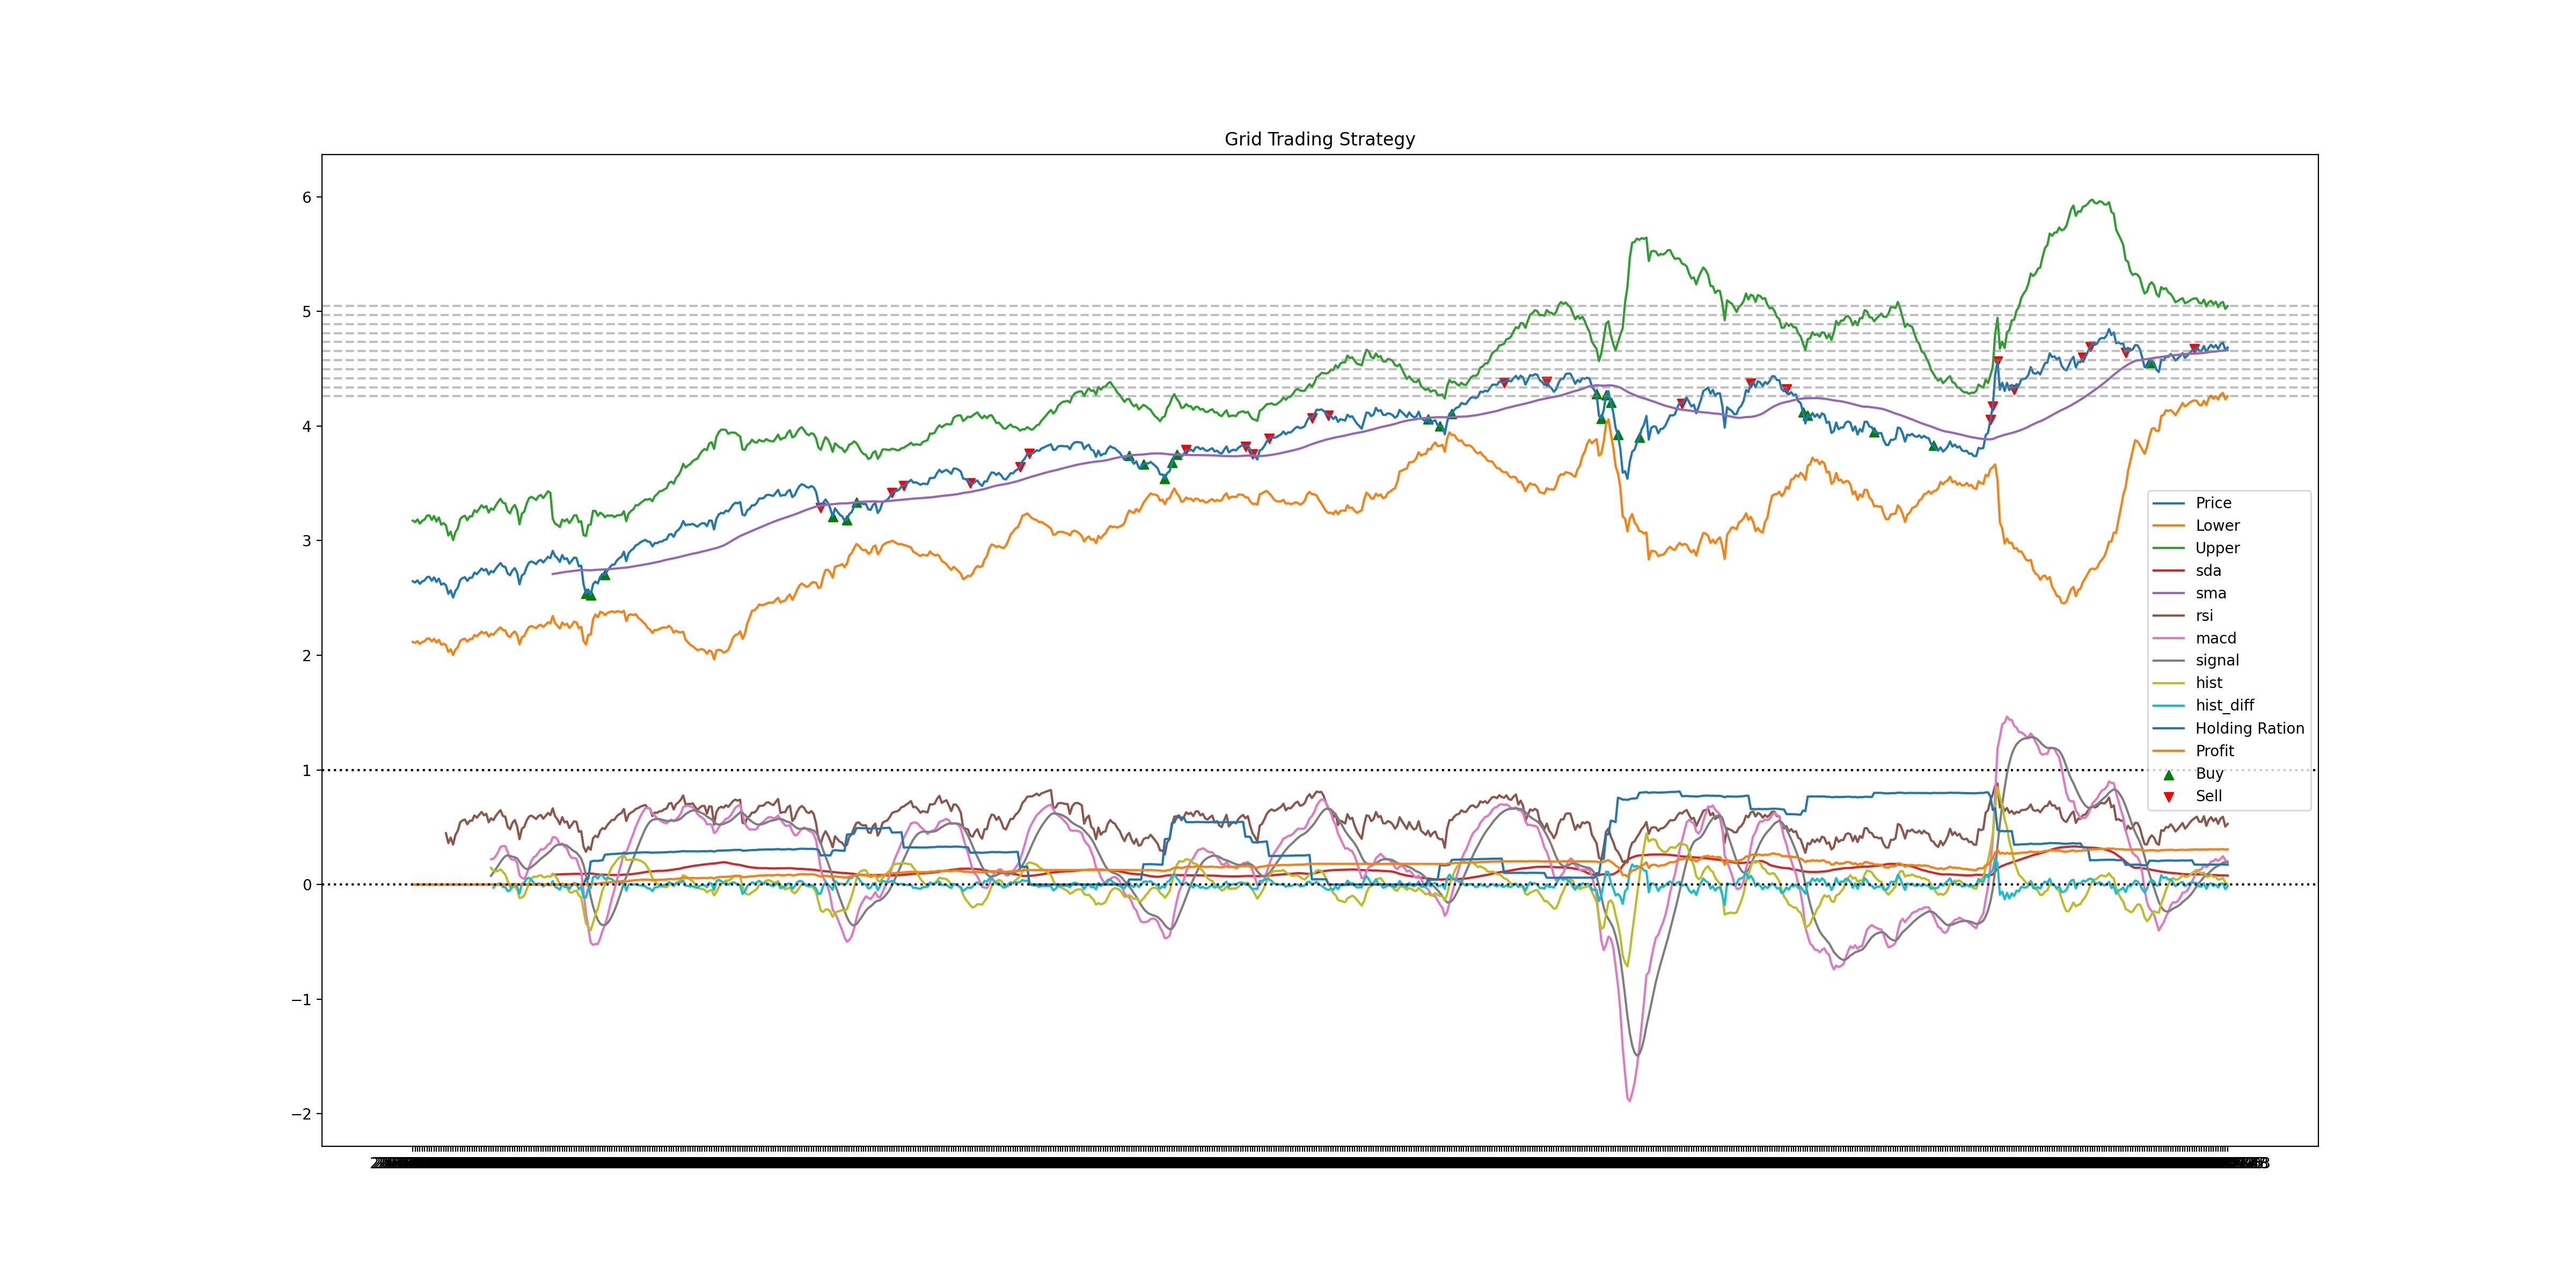 Grid Trading Strategy
6
5
4
3
2
1
0
−1
−2
Price
Lower
Upper
sda
sma
rsi
macd
signal
hist
hist_diff
Holding Ration
Profit
Buy
Sell